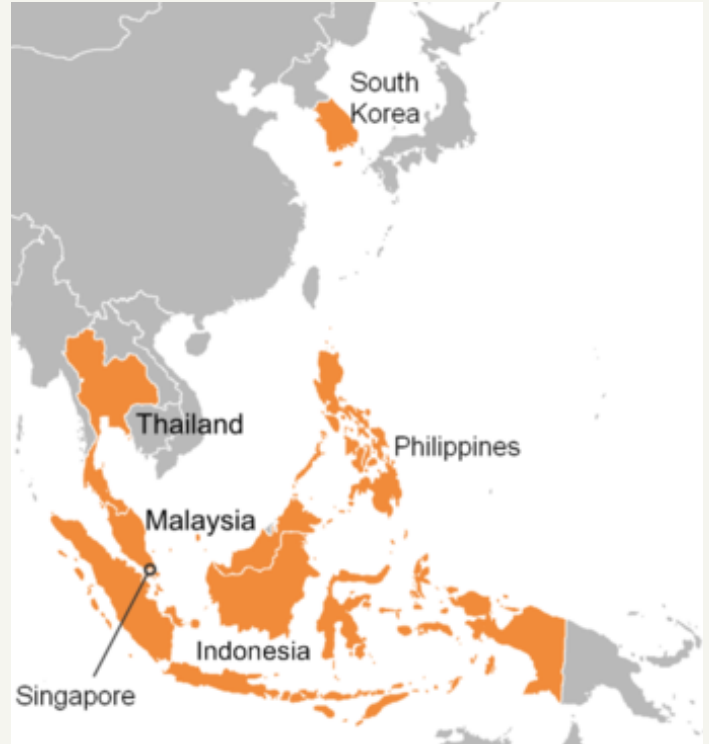 South
Korea
Thailand
Philippines
Malaysia
Indonesia
Singapore